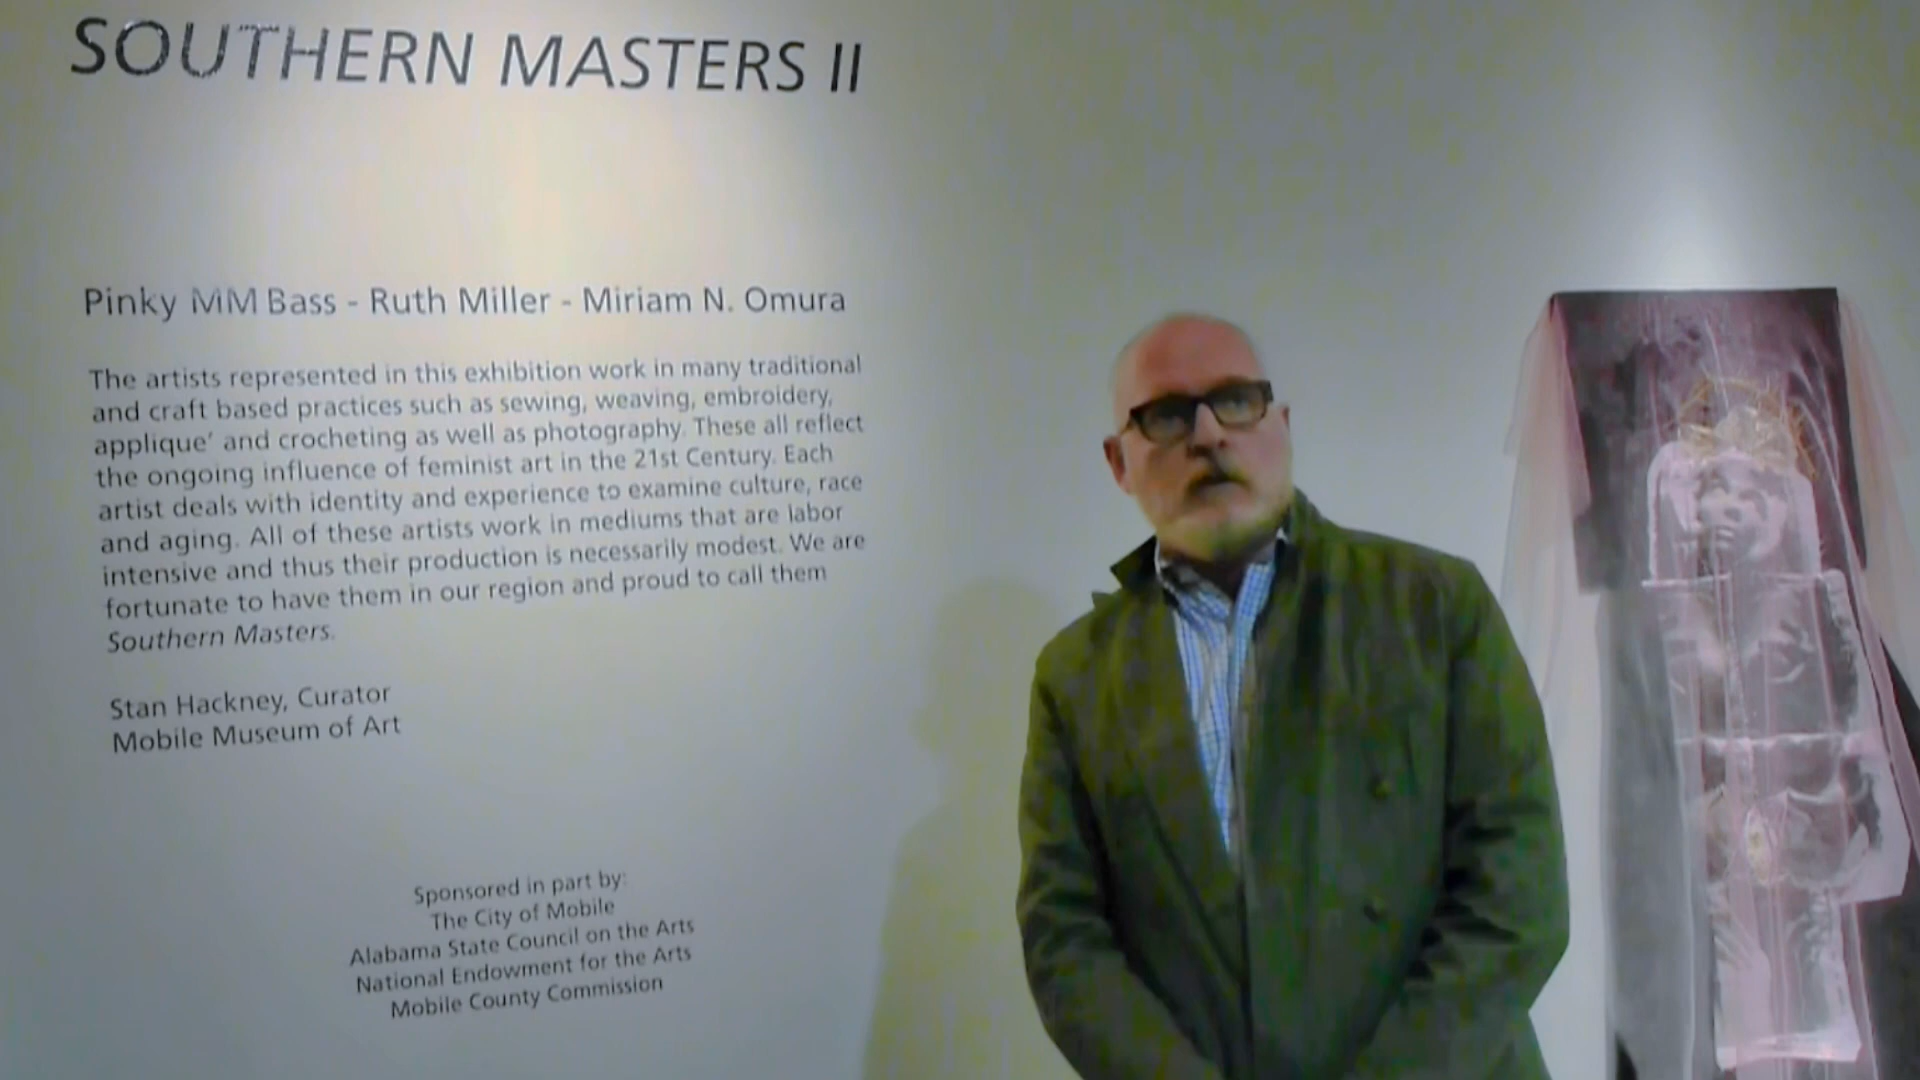 SOUTHERN MASTERS II
Pinky MM Bass - Ruth Miller - Miriam N. Omura
The artists represented in this exhibition work in many traditional
and craft based practices such as sewing, weaving, embroidery,
applique' and crocheting as well as photography. These all reflect
the ongoing influence of feminist art in the 21st Century. Each
artist deals with identity and experience to examine culture, race
and aging. All of these artists work in mediums that are labor
intensive and thus their production is necessarily modest. We are
fortunate to have them in our region and proud to call them
Southern Masters.
Stan Hackney, Curator
Mobile Museum of Art
Sponsored in part by:
The City of Mobile
Alabama State Council on the Arts
National Endowment for the Arts
Mobile County Commission